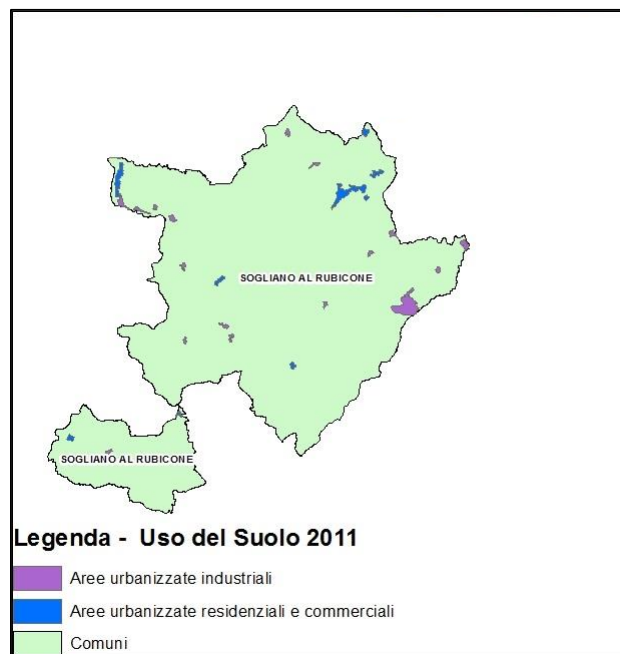 SOGLIANO AL RUBICONE
SOGLIANO AL RUBICONE
Legenda - Uso del Suolo 2011
Aree urbanizzate industriali
Aree urbanizzate residenziali e commerciali
Comuni